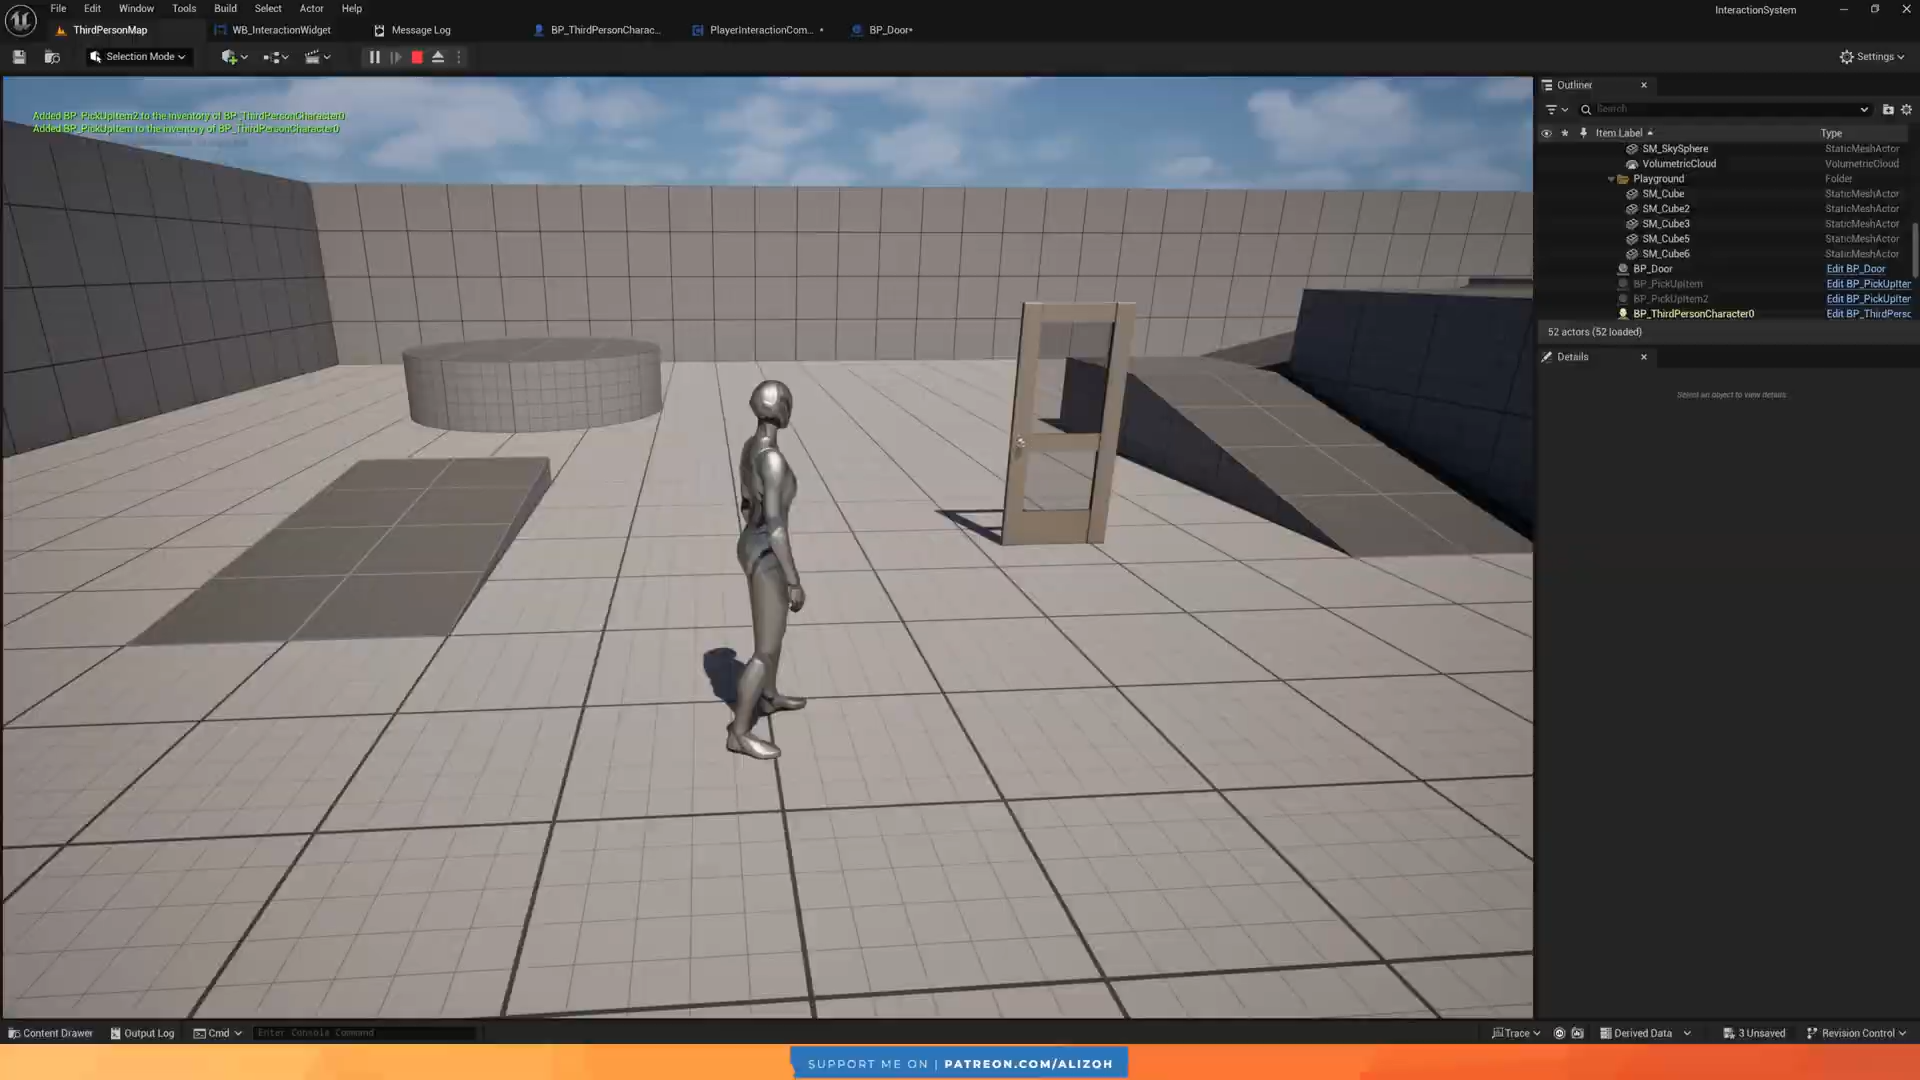 File Edit Window Tools Build Select Actor Help
InteractionSystem
ThirdPersonMap
WB_InteractionWidget
Message Log
BP_ThirdPersonCharac...
PlayerInteractionCom... •
BP_Door•
Selection Mode
Settings
Added BP_PickUpItem2 to the inventory of BP_ThirdPersonCharacter0
Added BP_PickUpItem to the inventory of BP_ThirdPersonCharacter0
Outliner
Search
Item Label Type
SM_SkySphere StaticMeshActor
VolumetricCloud VolumetricCloud
Playground Folder
SM_Cube StaticMeshActor
SM_Cube2 StaticMeshActor
SM_Cube3 StaticMeshActor
SM_Cube5 StaticMeshActor
SM_Cube6 StaticMeshActor
BP_Door Edit BP_Door
BP_PickUpItem Edit BP_PickUpIter
BP_PickUpItem2 Edit BP_PickUpIter
BP_ThirdPersonCharacter0 Edit BP_ThirdPersc
52 actors (52 loaded)
Details
Select an object to view details.
Content Drawer Output Log Cmd Enter Console Command
Trace Derived Data 3 Unsaved Revision Control
SUPPORT ME ON | PATREON.COM/ALIZQH